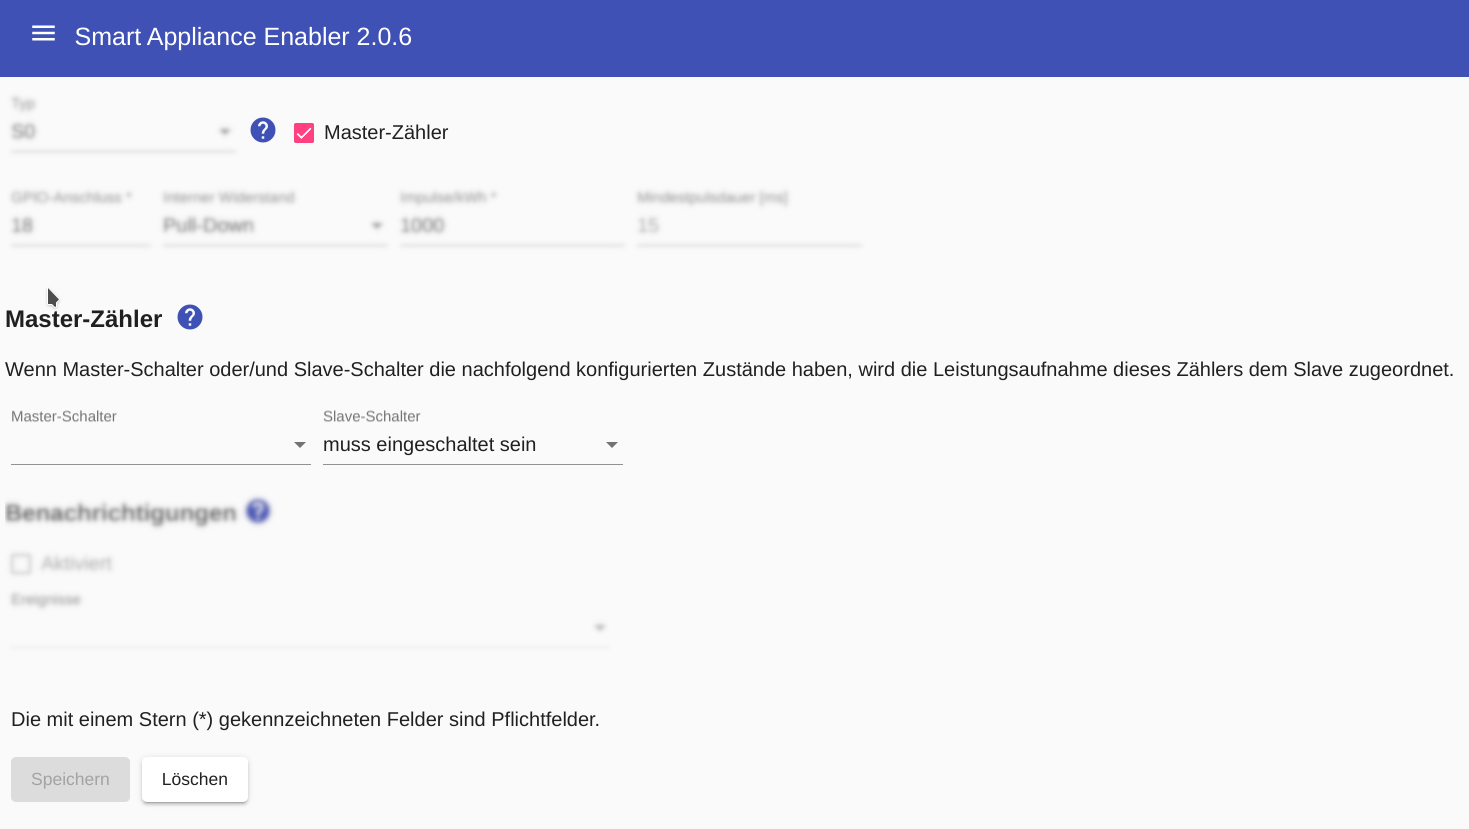 Smart Appliance Enabler 2.0.6
Typ
S0
Master-Zähler
GPIO-Anschluss * Interner Widerstand Impulse/kWh * Mindestpulsdauer [ms]
18 Pull-Down 1000 15
Master-Zähler
Wenn Master-Schalter oder/und Slave-Schalter die nachfolgend konfigurierten Zustände haben, wird die Leistungsaufnahme dieses Zählers dem Slave zugeordnet.
Master-Schalter Slave-Schalter
muss eingeschaltet sein
Benachrichtigungen
Aktiviert
Ereignisse
Die mit einem Stern (*) gekennzeichneten Felder sind Pflichtfelder.
Speichern Löschen